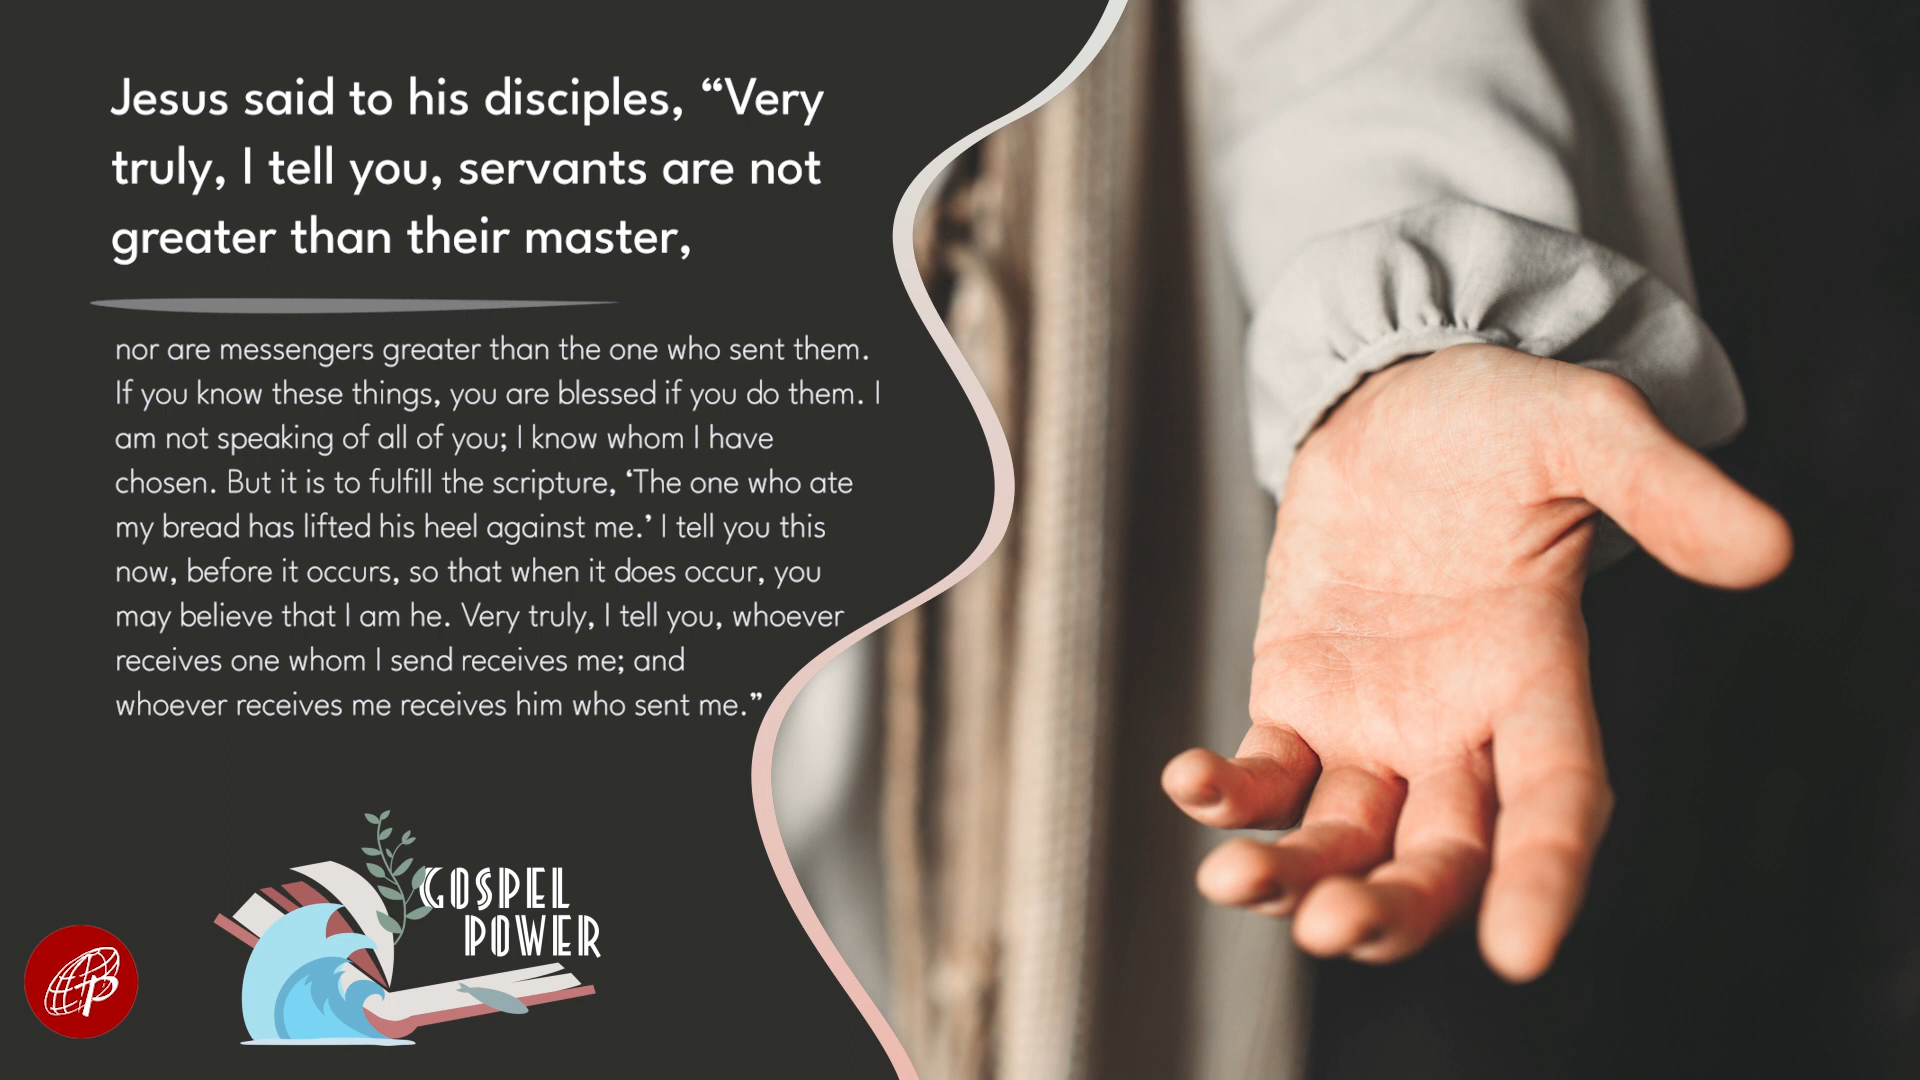 Jesus said to his disciples, “Very
truly, I tell you, servants are not
greater than their master,
nor are messengers greater than the one who sent them.
If you know these things, you are blessed if you do them. I
am not speaking of all of you; I know whom I have
chosen. But it is to fulfill the scripture, ‘The one who ate
my bread has lifted his heel against me.’ I tell you this
now, before it occurs, so that when it does occur, you
may believe that I am he. Very truly, I tell you, whoever
receives one whom I send receives me; and
whoever receives me receives him who sent me.”
GOSPEL
POWER